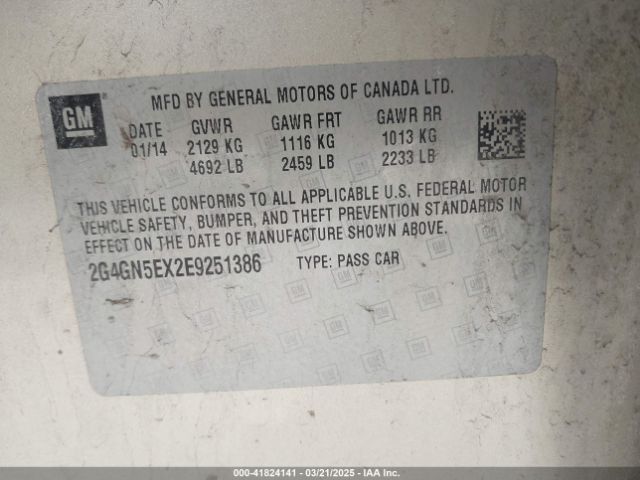 GM
MFD BY GENERAL MOTORS OF CANADA LTD.
DATE GVWR GAWR FRT GAWR RR
01/14 2129 KG 1116 KG 1013 KG
4692 LB 2459 LB 2233 LB
THIS VEHICLE CONFORMS TO ALL APPLICABLE U.S. FEDERAL MOTOR
VEHICLE SAFETY, BUMPER, AND THEFT PREVENTION STANDARDS IN
EFFECT ON THE DATE OF MANUFACTURE SHOWN ABOVE.
2G4GN5EX2E9251386 TYPE: PASS CAR
000-41824141 — 03/21/2025 — IAA Inc.